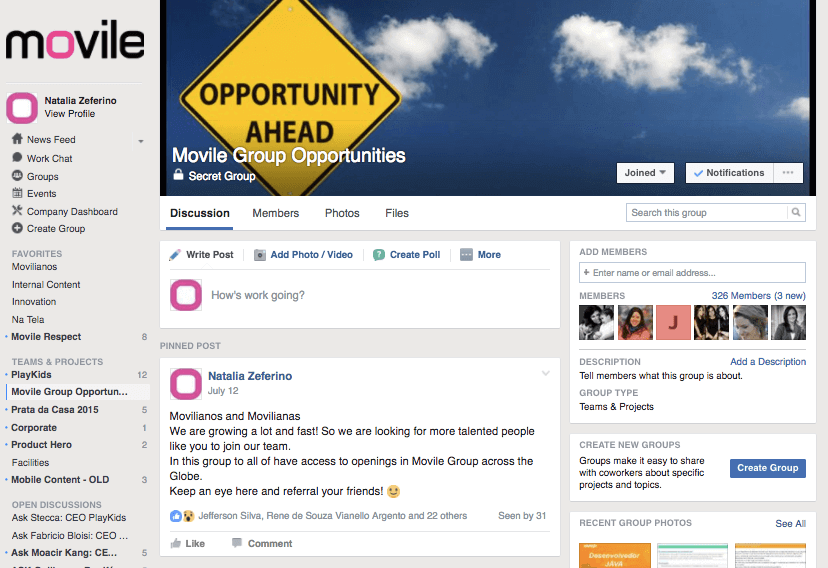 movile
Natalia Zeferino
View Profile
News Feed
Work Chat
Groups
Events
Company Dashboard
Create Group
FAVORITES
Movilianos
Internal Content
Innovation
Na Tela
Movile Respect 8
TEAMS & PROJECTS
PlayKids 12
Movile Group Opportun...
Prata da Casa 2015 5
Corporate 1
Product Hero 2
Facilities
Mobile Content - OLD 3
OPEN DISCUSSIONS
Ask Stecca: CEO PlayKids
Ask Fabricio Bloisi: CEO ...
Ask Moacir Kang: CE... 5
OPPORTUNITY
AHEAD
Movile Group Opportunities
Secret Group
Joined
Notifications
Discussion Members Photos Files
Search this group
Write Post Add Photo / Video Create Poll More
How's work going?
PINNED POST
Natalia Zeferino
July 12
Movilianos and Movilianas
We are growing a lot and fast! So we are looking for more talented people
like you to join our team.
In this group to all of have access to openings in Movile Group across the
Globe.
Keep an eye here and referral your friends!
Jefferson Silva, Rene de Souza Vianello Argento and 22 others Seen by 31
Like Comment
ADD MEMBERS
+ Enter name or email address...
MEMBERS 326 Members (3 new)
J
DESCRIPTION Add a Description
Tell members what this group is about.
GROUP TYPE
Teams & Projects
CREATE NEW GROUPS
Groups make it easy to share
with coworkers about specific
projects and topics.
Create Group
RECENT GROUP PHOTOS See All
Desenvolvedor
JAVA